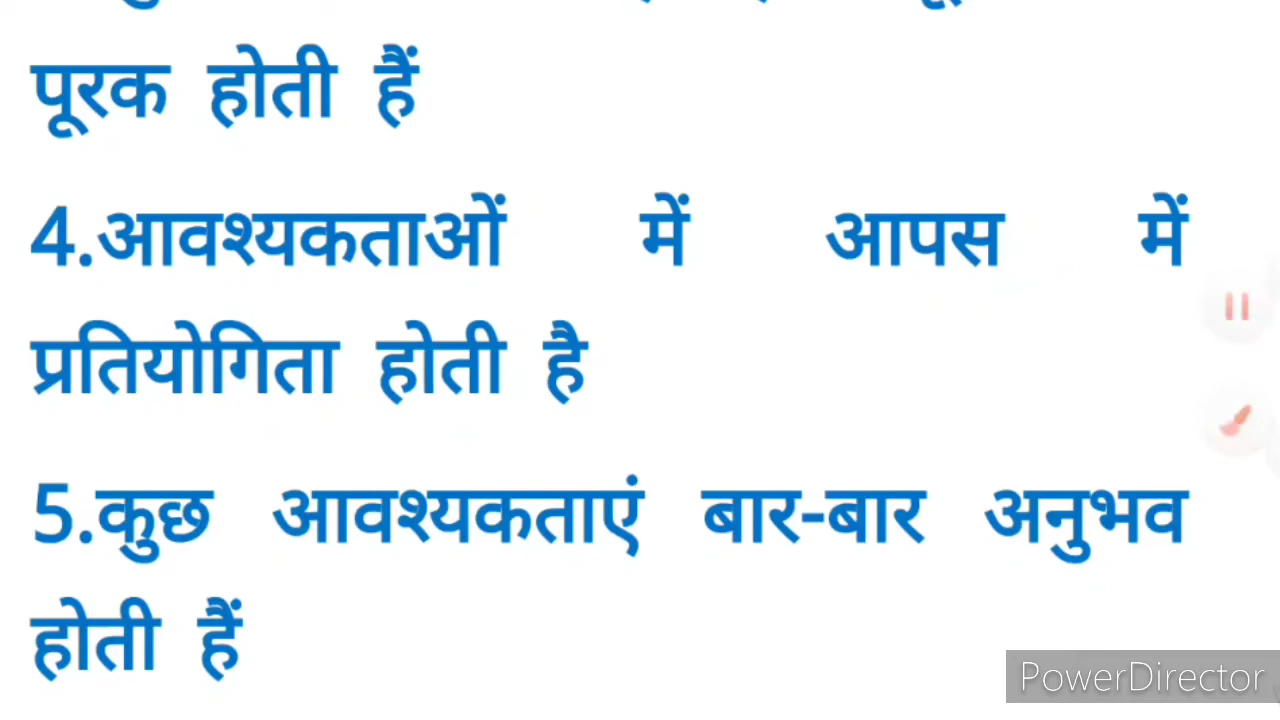 पूरक होती हैं
4.आवश्यकताओं में आपस में
प्रतियोगिता होती है
5.कुछ आवश्यकताएं बार-बार अनुभव
होती हैं
PowerDirector